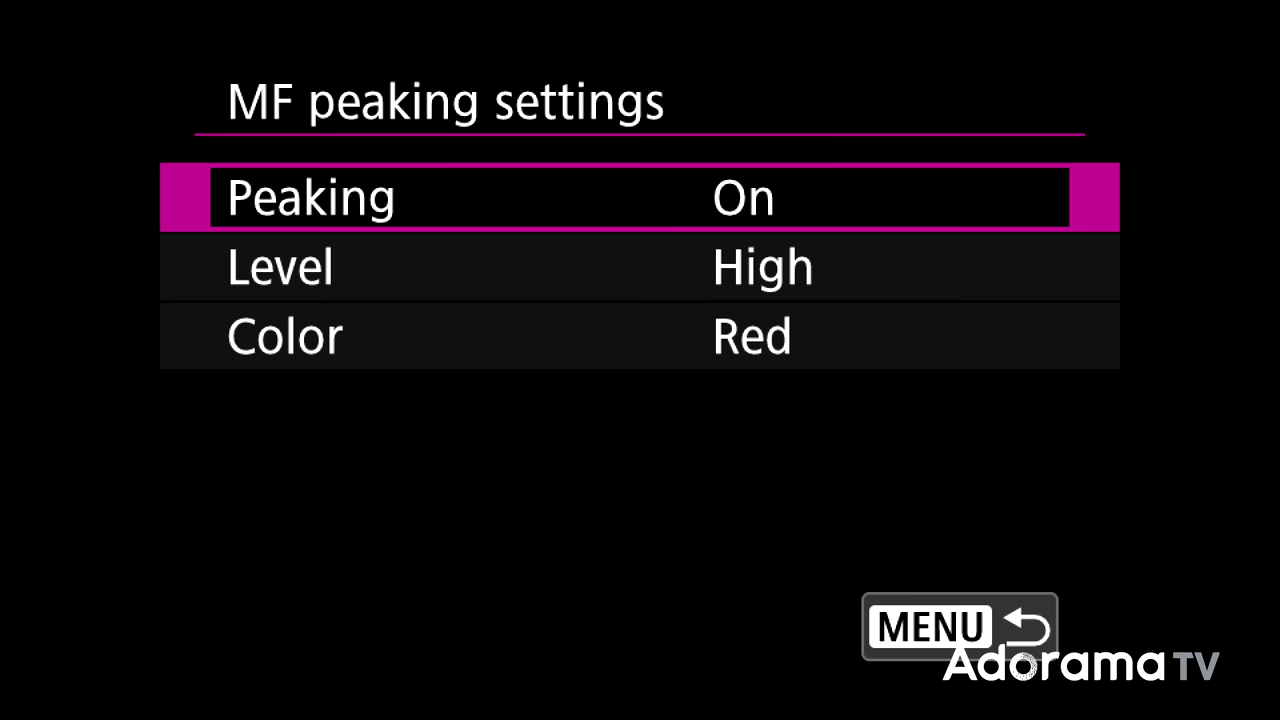 MF peaking settings
Peaking On
Level High
Color Red
MENU
Adorama TV